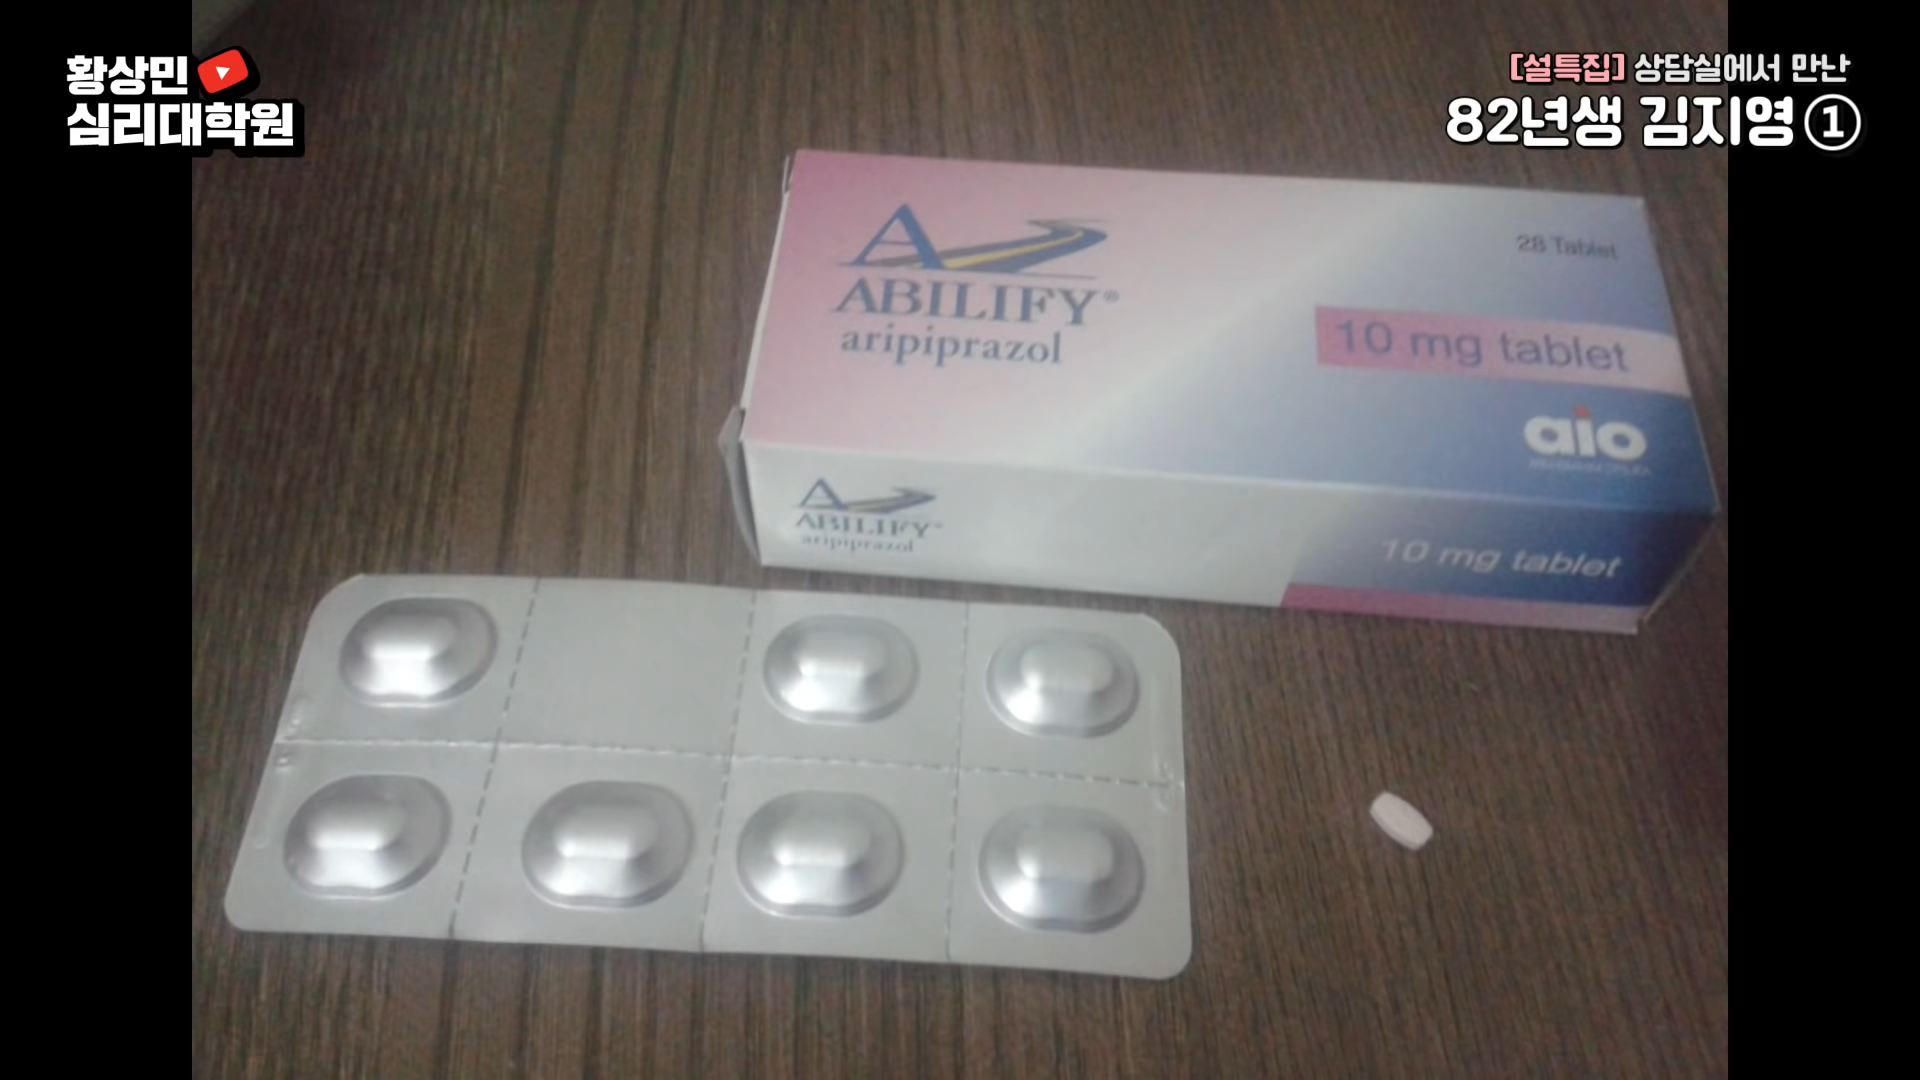 황상민
심리대학원
[설특집] 상담실에서 만난
82년생 김지영 ①
28 Tablet
ABILIFY®
aripiprazol
10 mg tablet
aio
ABILIFY®
aripiprazol
10 mg tablet